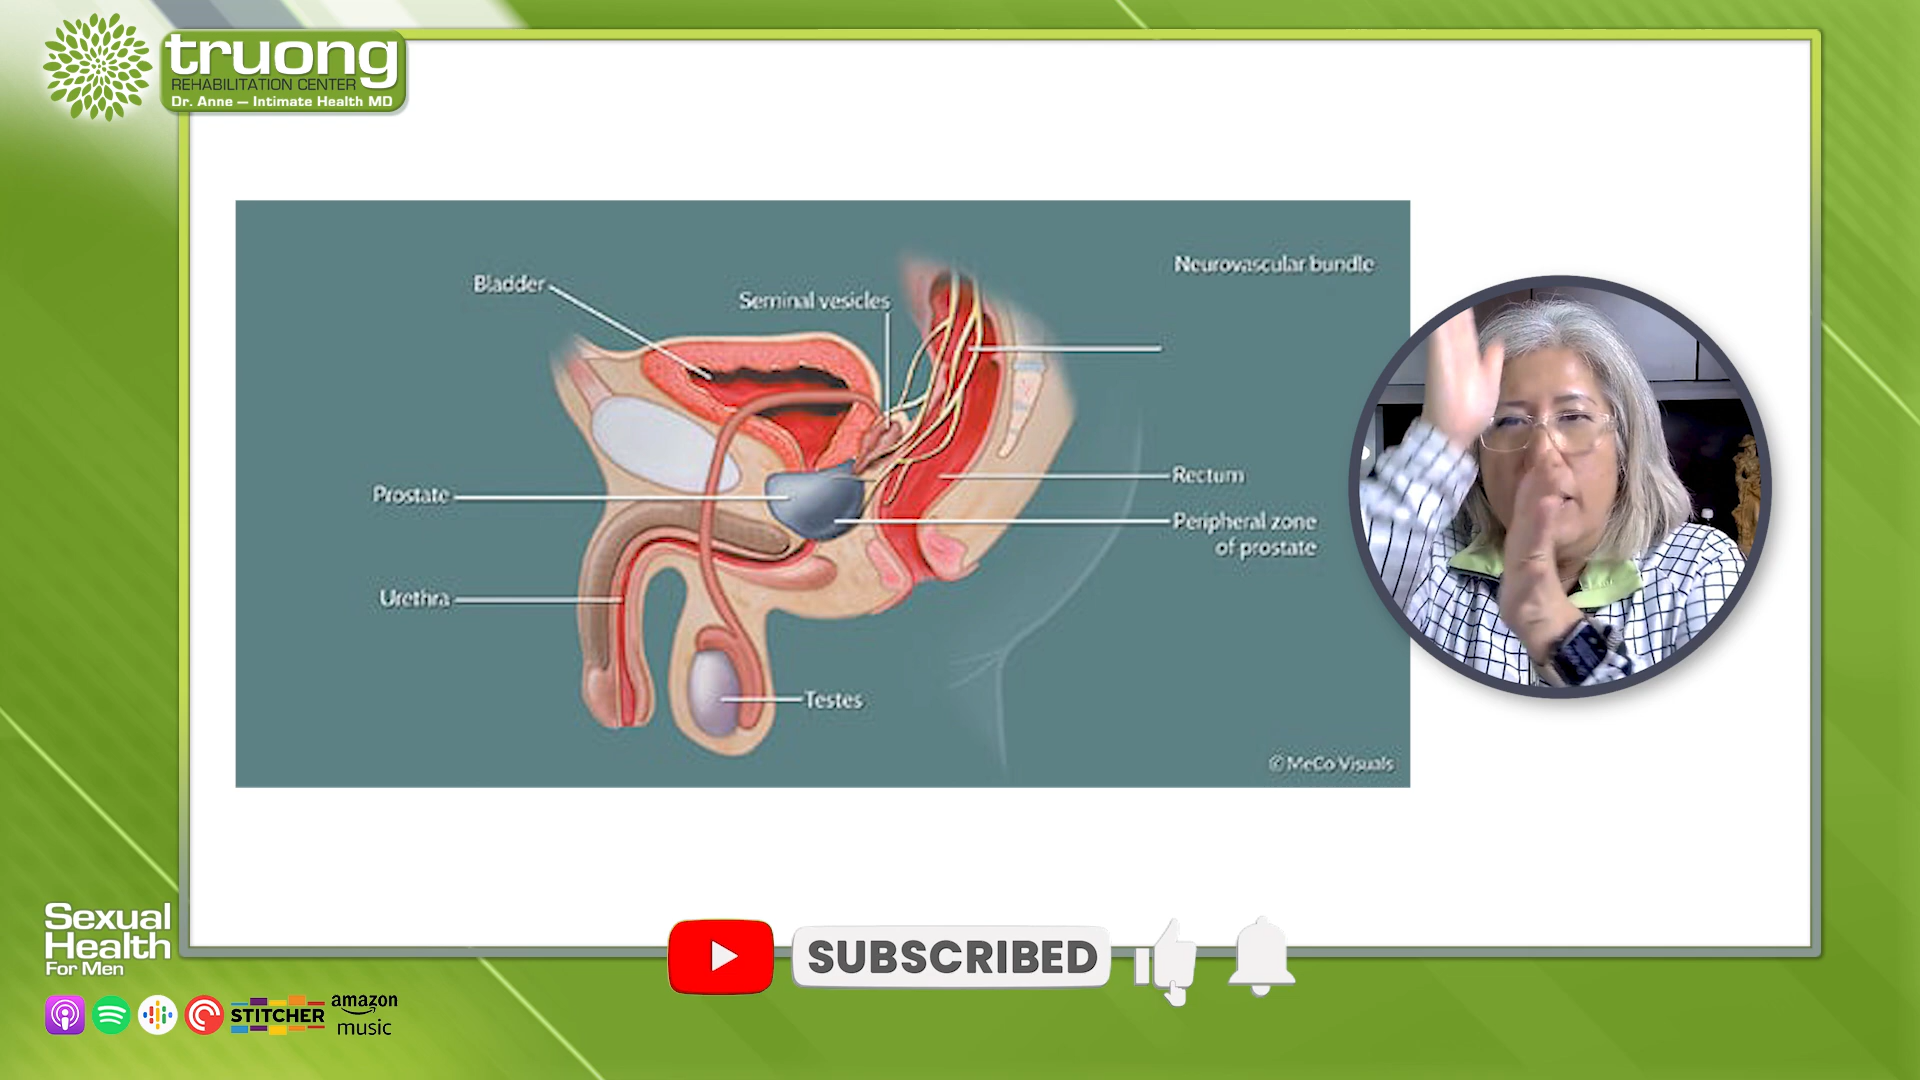 truong
REHABILITATION CENTER
Dr. Anne — Intimate Health MD
Neurovascular bundle
Bladder
Seminal vesicles
Rectum
Prostate
Peripheral zone
of prostate
Urethra
Testes
© MeCo Visuals
Sexual
Health
For Men
SUBSCRIBED
STITCHER
amazon
music